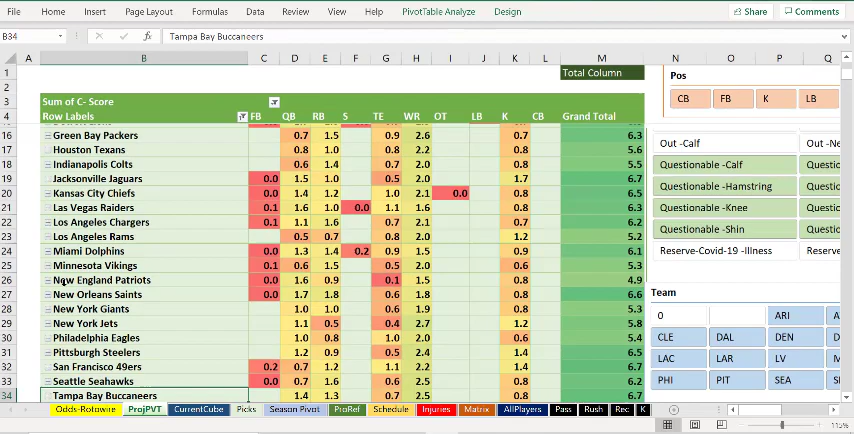 File Home Insert Page Layout Formulas Data Review View Help PivotTable Analyze Design Share Comments
B34 fx Tampa Bay Buccaneers
A B C D E F G H I J K L M N O P Q
1 Total Column Pos
2
3 Sum of C- Score CB FB K LB
4 Row Labels FB QB RB S TE WR OT LB K CB Grand Total
16 Green Bay Packers 0.7 1.5 0.9 2.6 0.7 6.3
17 Houston Texans 0.8 1.0 0.8 2.2 0.8 5.6
18 Indianapolis Colts 0.6 1.4 0.7 2.0 0.8 5.5
19 Jacksonville Jaguars 0.0 1.5 1.0 0.5 2.0 1.7 6.7
20 Kansas City Chiefs 0.0 1.4 1.2 1.0 2.1 0.0 0.8 6.5
21 Las Vegas Raiders 0.1 1.6 1.0 0.0 1.1 1.6 0.8 6.3
22 Los Angeles Chargers 0.1 1.1 1.6 0.7 2.1 0.8 6.2
23 Los Angeles Rams 0.5 0.7 0.8 2.0 1.2 5.2
24 Miami Dolphins 0.0 1.3 1.4 0.2 0.9 1.5 0.9 6.1
25 Minnesota Vikings 0.1 0.6 1.5 0.5 2.0 0.6 5.3
26 New England Patriots 0.0 1.6 0.9 0.1 1.5 0.8 4.9
27 New Orleans Saints 0.0 1.7 1.8 0.6 1.8 0.8 6.6
28 New York Giants 1.0 1.0 0.6 1.9 0.8 5.3
29 New York Jets 1.1 0.5 0.4 2.7 1.2 5.8
30 Philadelphia Eagles 1.0 0.8 1.0 2.0 0.6 5.4
31 Pittsburgh Steelers 1.2 0.9 0.5 2.4 1.4 6.5
32 San Francisco 49ers 0.2 0.7 1.2 1.1 2.2 1.4 6.7
33 Seattle Seahawks 0.0 0.7 1.6 0.6 2.5 1.4 6.7
34 Tampa Bay Buccaneers 1.4 1.3 0.7 2.5 0.8 6.7
Out -Calf Out -Ne
Questionable -Calf Questio
Questionable -Hamstring Questio
Questionable -Knee Questio
Questionable -Shin Questio
Reserve-Covid-19 -Illness Reserve
Team
0 ARI A
CLE DAL DEN
LAC LAR LV M
PHI PIT SEA S
Odds-Rotowire ProjPVT CurrentCube Picks Season Pivot ProRef Schedule Injuries Matrix AllPlayers Pass Rush Rec K
115%